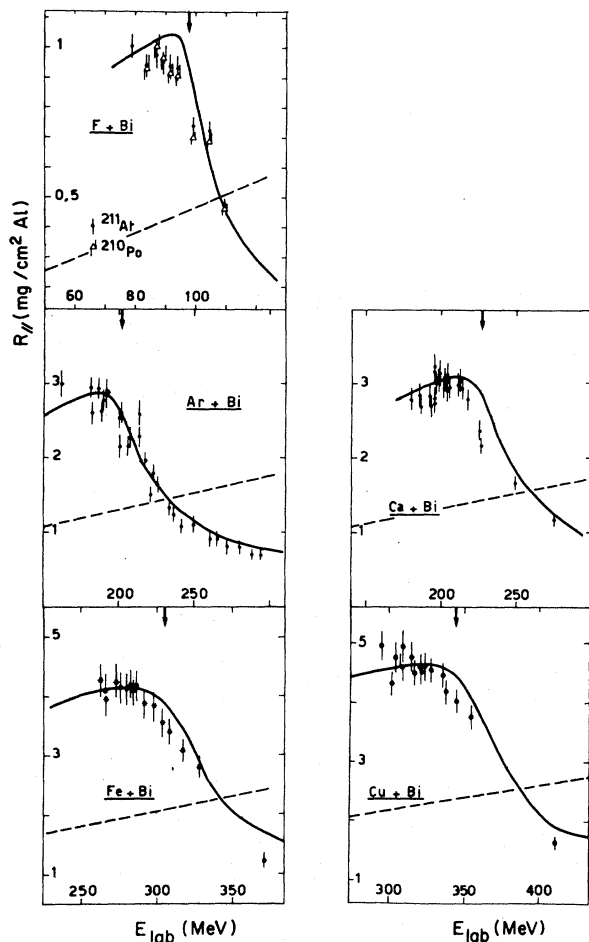 R// (mg/cm² Al)
1
0,5
F + Bi
²¹¹At
²¹⁰Po
60 80 100
3
2
1
Ar + Bi
200 250
3
2
1
Ca + Bi
200 250
5
3
1
Fe + Bi
250 300 350
E lab (MeV)
5
3
1
Cu + Bi
300 350 400
E lab (MeV)